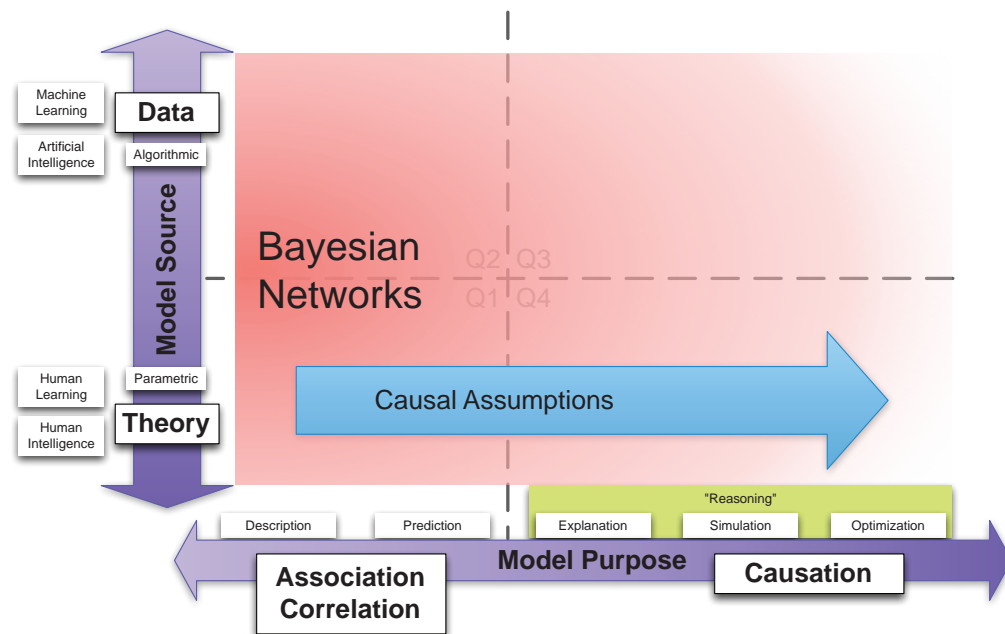 Machine
Learning
Data
Artificial
Intelligence
Algorithmic
Model Source
Human
Learning
Parametric
Human
Intelligence
Theory
Bayesian
Networks
Q2 Q3
Q1 Q4
Causal Assumptions
"Reasoning"
Description
Prediction
Explanation
Simulation
Optimization
Model Purpose
Association
Correlation
Causation